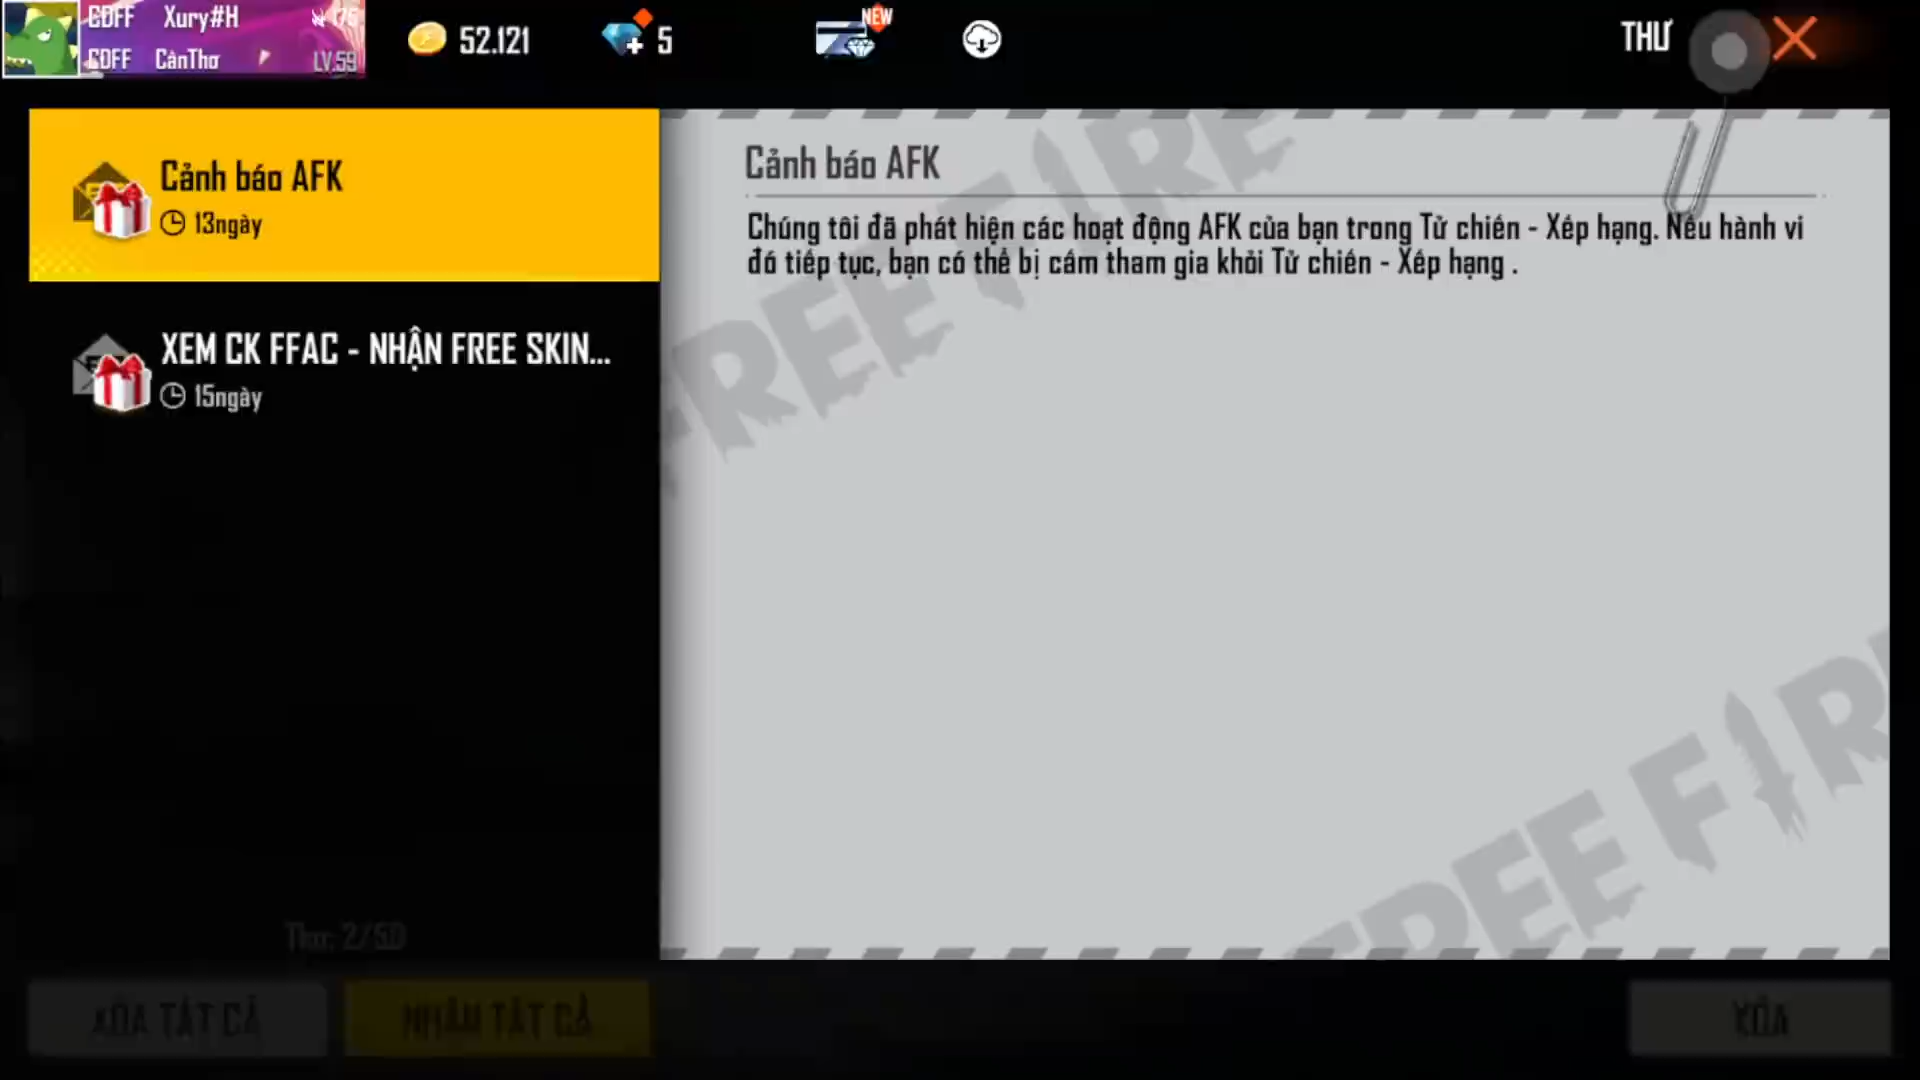 CDFF Xury#H 176
CDFF CầnThơ LV.59
52.121
5
NEW
THƯ
Cảnh báo AFK
13ngày
XEM CK FFAC - NHẬN FREE SKIN...
15ngày
Thư: 2/50
XÓA TẤT CẢ
NHẬN TẤT CẢ
Cảnh báo AFK
Chúng tôi đã phát hiện các hoạt động AFK của bạn trong Tử chiến - Xếp hạng. Nếu hành vi
đó tiếp tục, bạn có thể bị cấm tham gia khỏi Tử chiến - Xếp hạng .
FREE FIRE
FREE FIRE
XÓA